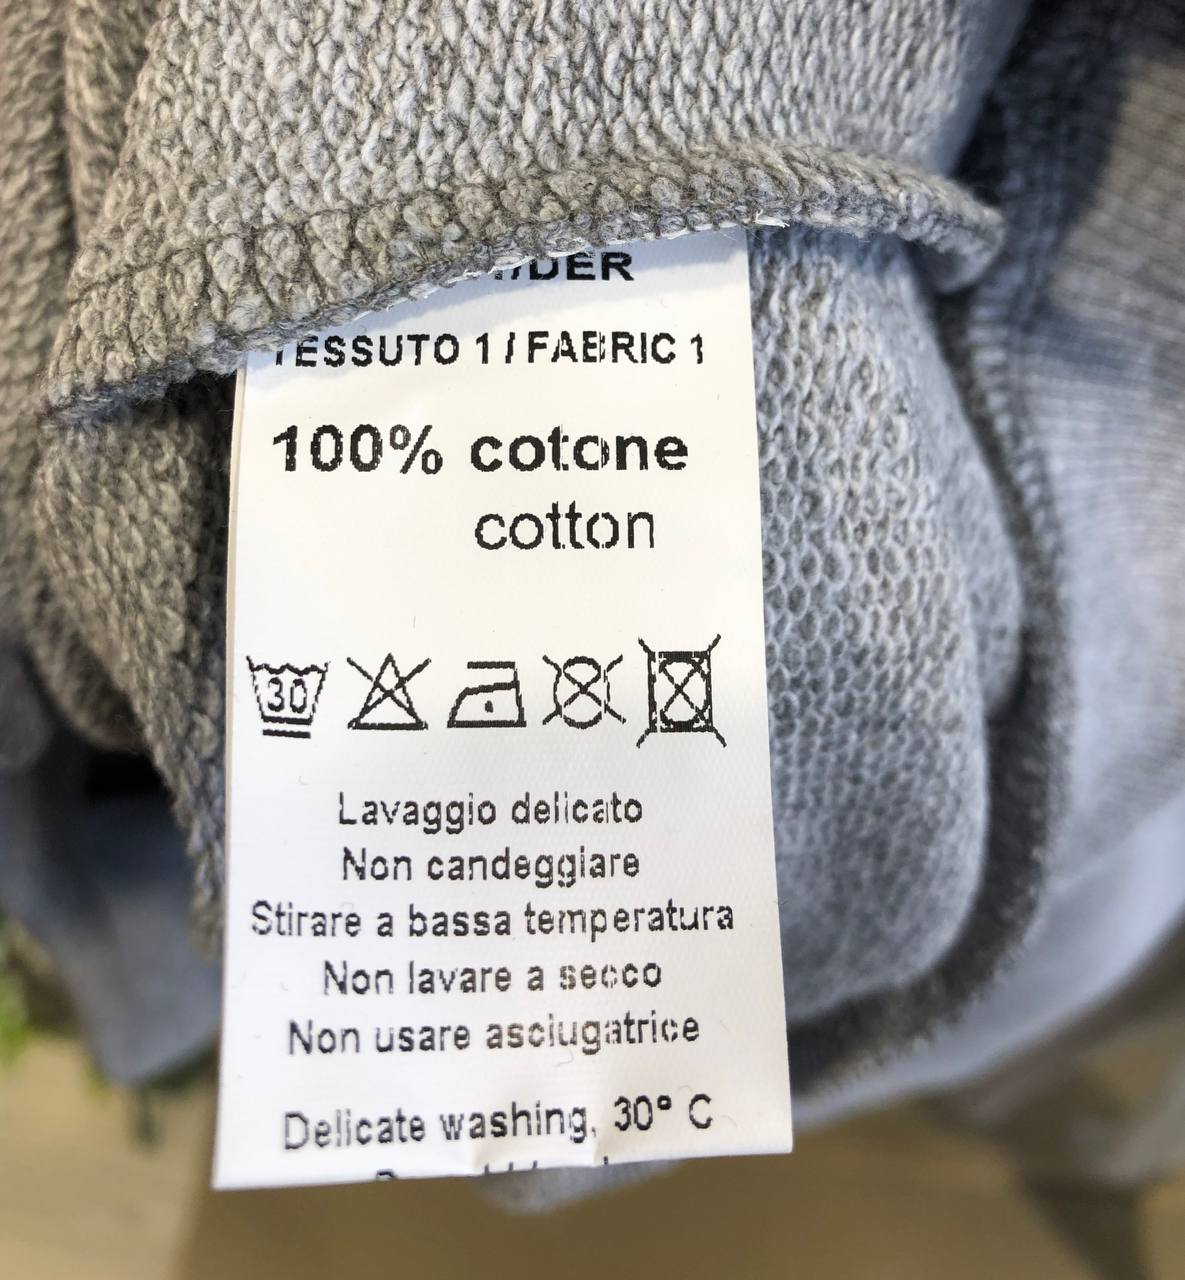 TESSUTO 1 / FABRIC 1
100% cotone
cotton
30
Lavaggio delicato
Non candeggiare
Stirare a bassa temperatura
Non lavare a secco
Non usare asciugatrice
Delicate washing, 30° C